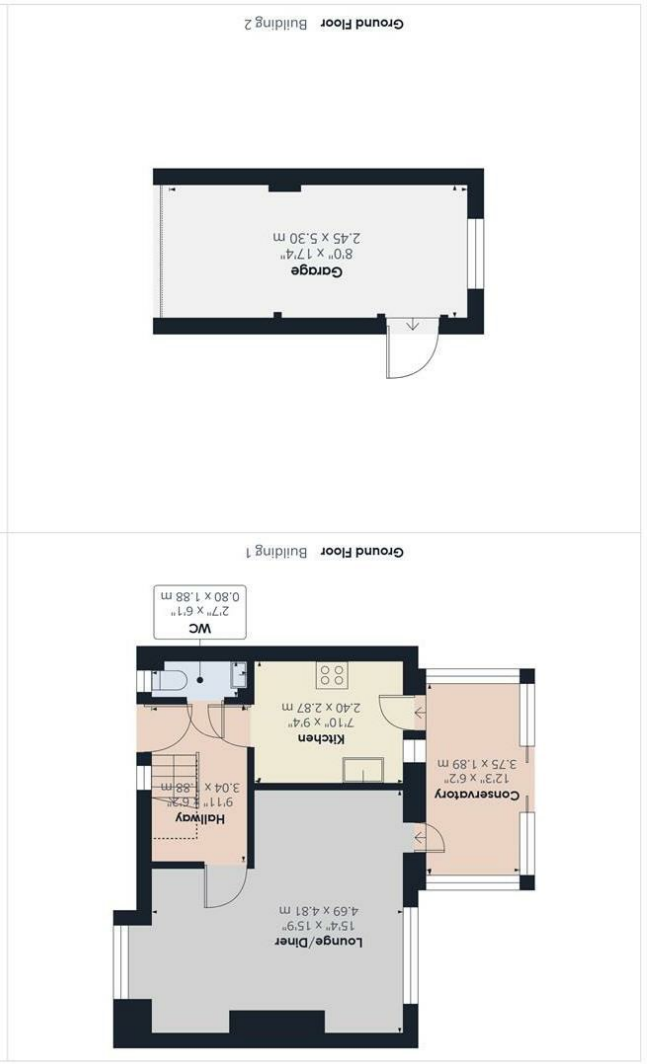 Lounge/Diner
15'4" x 15'9"
4.69 x 4.81 m
Hallway
9'11" x 6'2"
3.04 x 1.88 m
Conservatory
12'3" x 6'2"
3.75 x 1.89 m
Kitchen
7'10" x 9'4"
2.40 x 2.87 m
WC
2'7" x 6'1"
0.80 x 1.88 m
Ground Floor Building 1
Garage
8'0" x 17'4"
2.45 x 5.30 m
Ground Floor Building 2